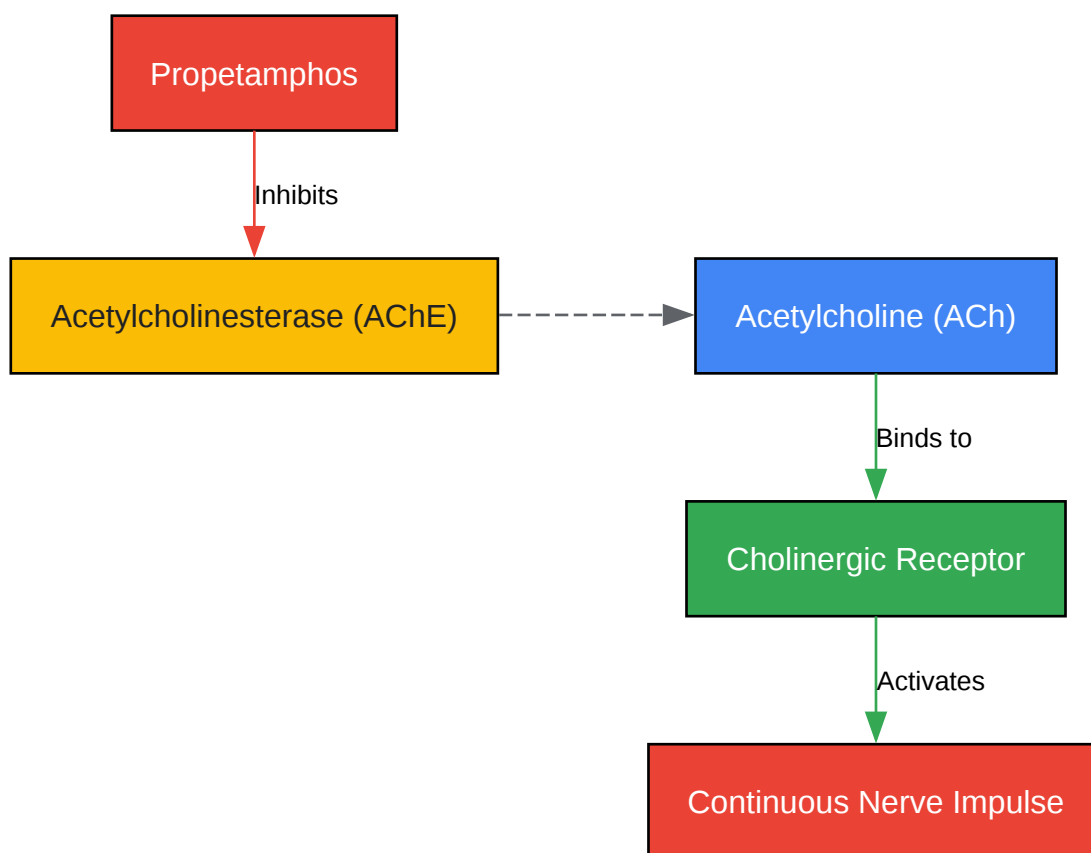 Propetamphos
Inhibits
Acetylcholinesterase (AChE)
Acetylcholine (ACh)
Binds to
Cholinergic Receptor
Activates
Continuous Nerve Impulse